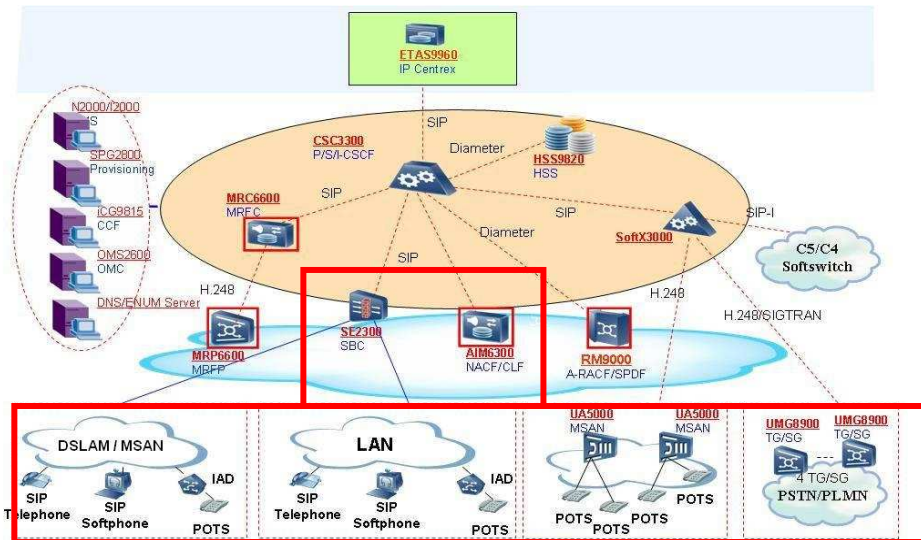 ETAS9960
IP Centrex
N2000/I2000
SPG2800
Provisioning
iCG9815
CCF
OMS2600
OMC
DNS/ENUM Server
SIP
CSC3300
P/S/I-CSCF
Diameter
HSS9820
HSS
MRC6600
MRFC
SIP
SIP
SIP-I
SoftX3000
C5/C4
Softswitch
Diameter
SIP
H.248
H.248
H.248/SIGTRAN
MRP6600
MRFP
SE2300
SBC
AIM6300
NACF/CLF
RM9000
A-RACF/SPDF
DSLAM / MSAN
SIP
Telephone
SIP
Softphone
IAD
POTS
LAN
SIP
Telephone
SIP
Softphone
IAD
POTS
UA5000
MSAN
UA5000
MSAN
POTS
POTS
POTS
POTS
UMG8900
TG/SG
UMG8900
TG/SG
4 TG/SG
PSTN/PLMN